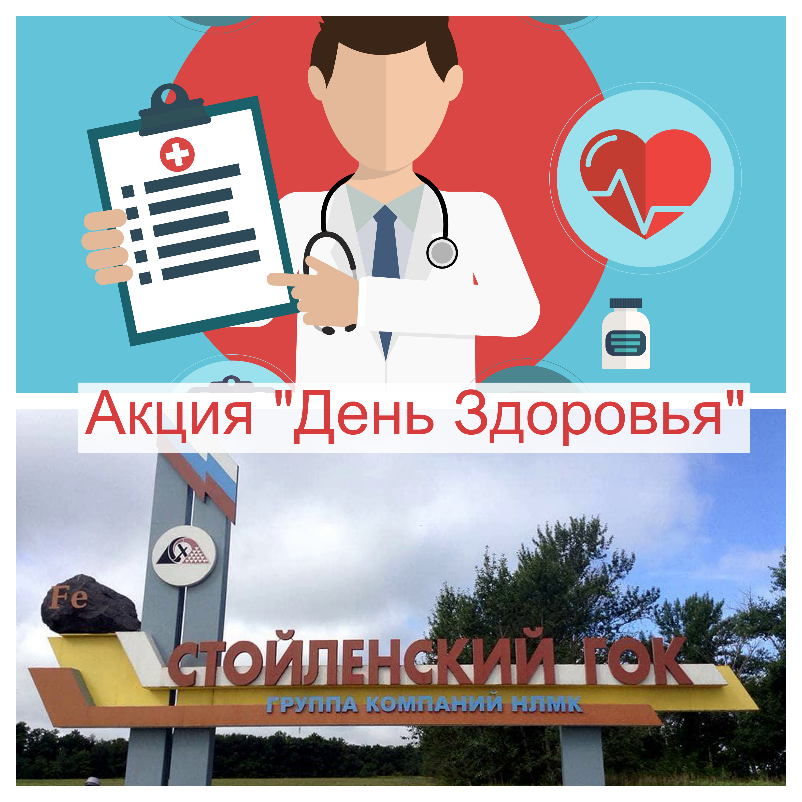 Акция "День Здоровья"
Fe
СТОЙЛЕНСКИЙ ГОК
ГРУППА КОМПАНИЙ НЛМК